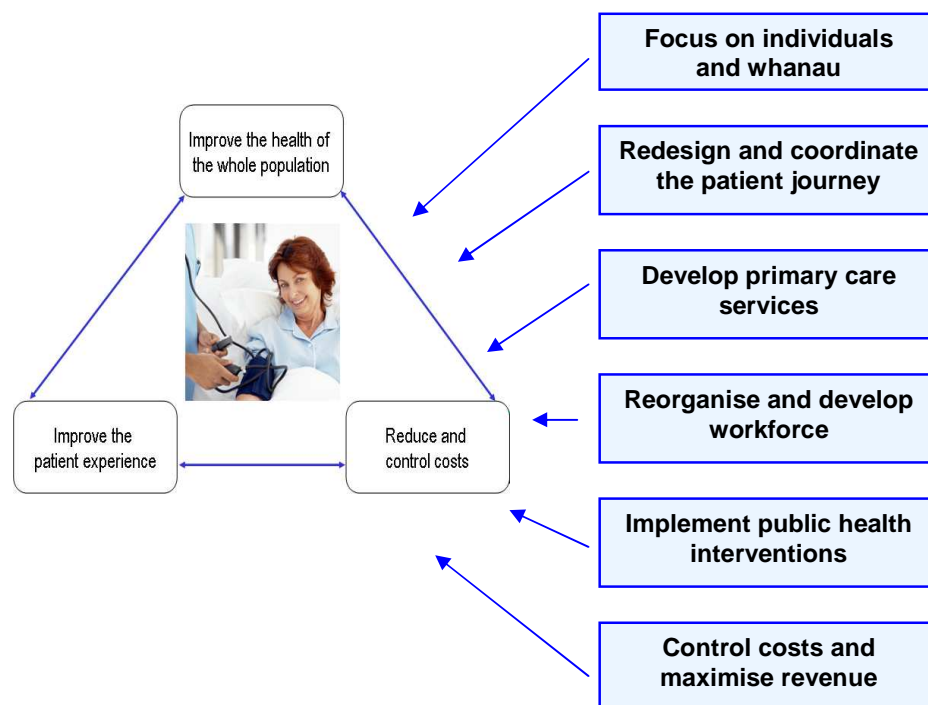 Improve the health of
the whole population
Improve the
patient experience
Reduce and
control costs
Focus on individuals
and whanau
Redesign and coordinate
the patient journey
Develop primary care
services
Reorganise and develop
workforce
Implement public health
interventions
Control costs and
maximise revenue